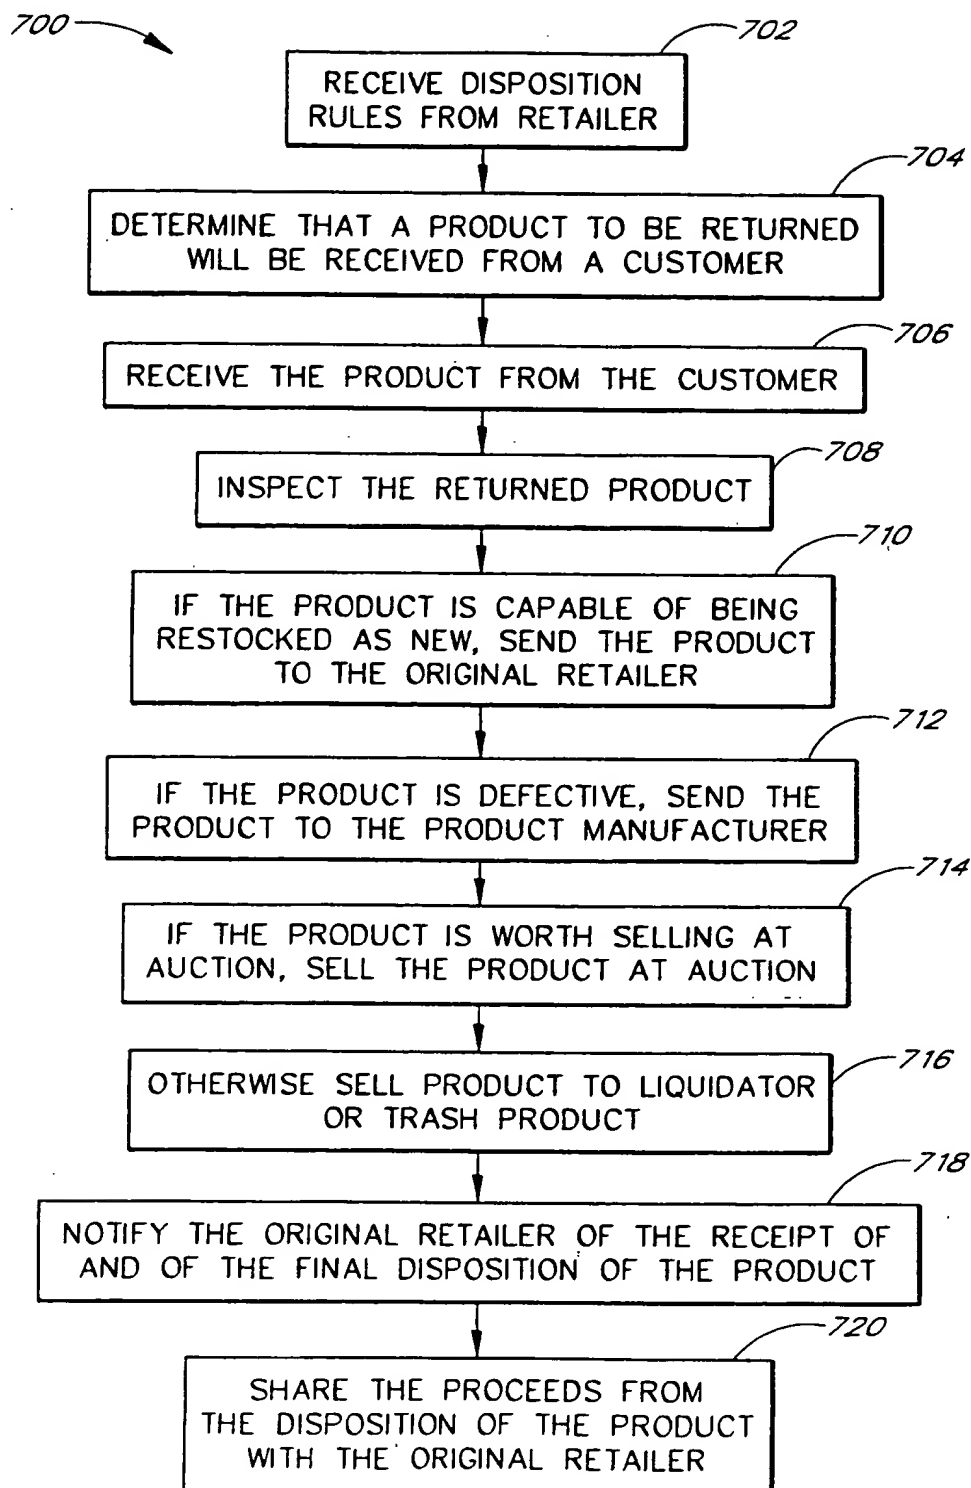 700
702
RECEIVE DISPOSITION
RULES FROM RETAILER
704
DETERMINE THAT A PRODUCT TO BE RETURNED
WILL BE RECEIVED FROM A CUSTOMER
706
RECEIVE THE PRODUCT FROM THE CUSTOMER
708
INSPECT THE RETURNED PRODUCT
710
IF THE PRODUCT IS CAPABLE OF BEING
RESTOCKED AS NEW, SEND THE PRODUCT
TO THE ORIGINAL RETAILER
712
IF THE PRODUCT IS DEFECTIVE, SEND THE
PRODUCT TO THE PRODUCT MANUFACTURER
714
IF THE PRODUCT IS WORTH SELLING AT
AUCTION, SELL THE PRODUCT AT AUCTION
716
OTHERWISE SELL PRODUCT TO LIQUIDATOR
OR TRASH PRODUCT
718
NOTIFY THE ORIGINAL RETAILER OF THE RECEIPT OF
AND OF THE FINAL DISPOSITION OF THE PRODUCT
720
SHARE THE PROCEEDS FROM
THE DISPOSITION OF THE PRODUCT
WITH THE ORIGINAL RETAILER